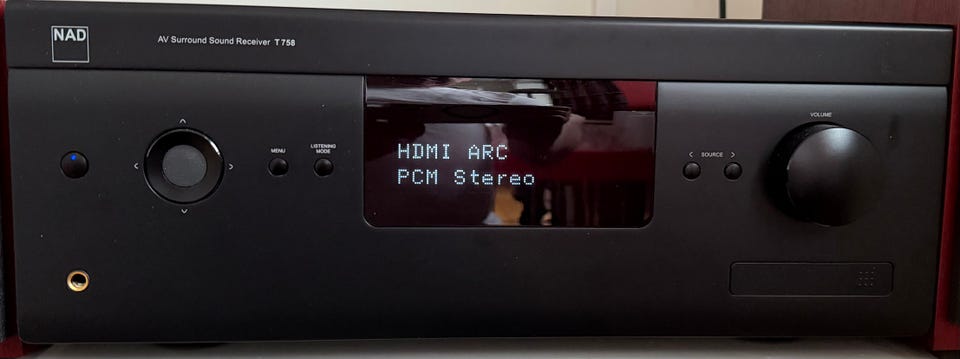 NAD
AV Surround Sound Receiver T 758
MENU
LISTENING
MODE
HDMI ARC
PCM Stereo
SOURCE
VOLUME